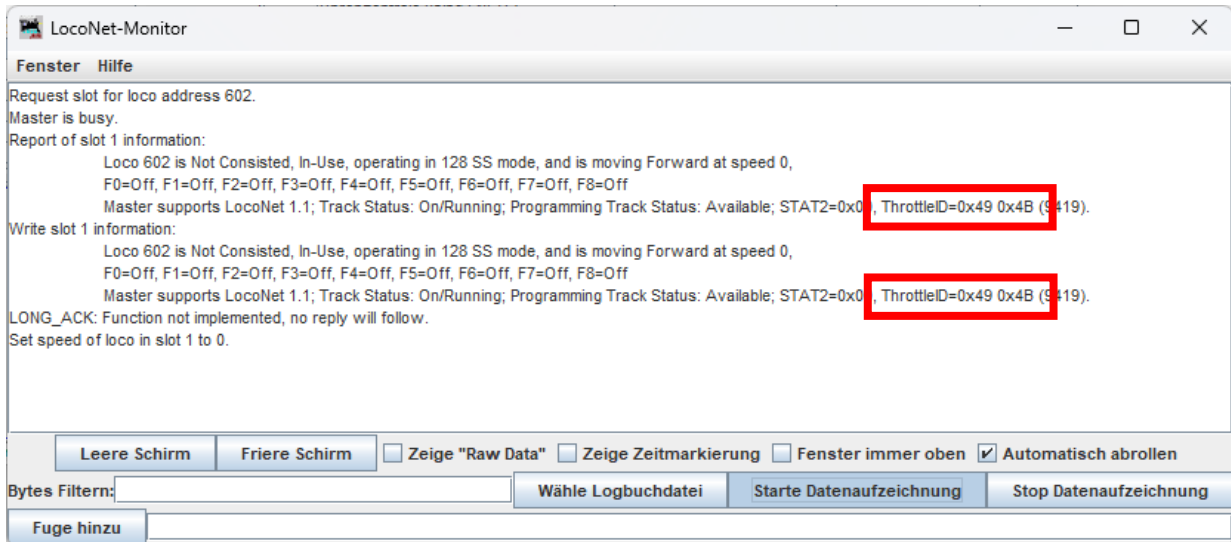 LocoNet-Monitor
Fenster Hilfe
Request slot for loco address 602.
Master is busy.
Report of slot 1 information:
Loco 602 is Not Consisted, In-Use, operating in 128 SS mode, and is moving Forward at speed 0,
F0=Off, F1=Off, F2=Off, F3=Off, F4=Off, F5=Off, F6=Off, F7=Off, F8=Off
Master supports LocoNet 1.1; Track Status: On/Running; Programming Track Status: Available; ThrottleID=0x49 0x4B
Write slot 1 information:
Loco 602 is Not Consisted, In-Use, operating in 128 SS mode, and is moving Forward at speed 0,
F0=Off, F1=Off, F2=Off, F3=Off, F4=Off, F5=Off, F6=Off, F7=Off, F8=Off
Master supports LocoNet 1.1; Track Status: On/Running; Programming Track Status: Available; ThrottleID=0x49 0x4B
LONG_ACK: Function not implemented, no reply will follow.
Set speed of loco in slot 1 to 0.
Leere Schirm Friere Schirm Zeige "Raw Data" Zeige Zeitmarkierung Fenster immer oben Automatisch abrollen
Bytes Filtern: Wähle Logbuchdatei Starte Datenaufzeichnung Stop Datenaufzeichnung
Fuge hinzu